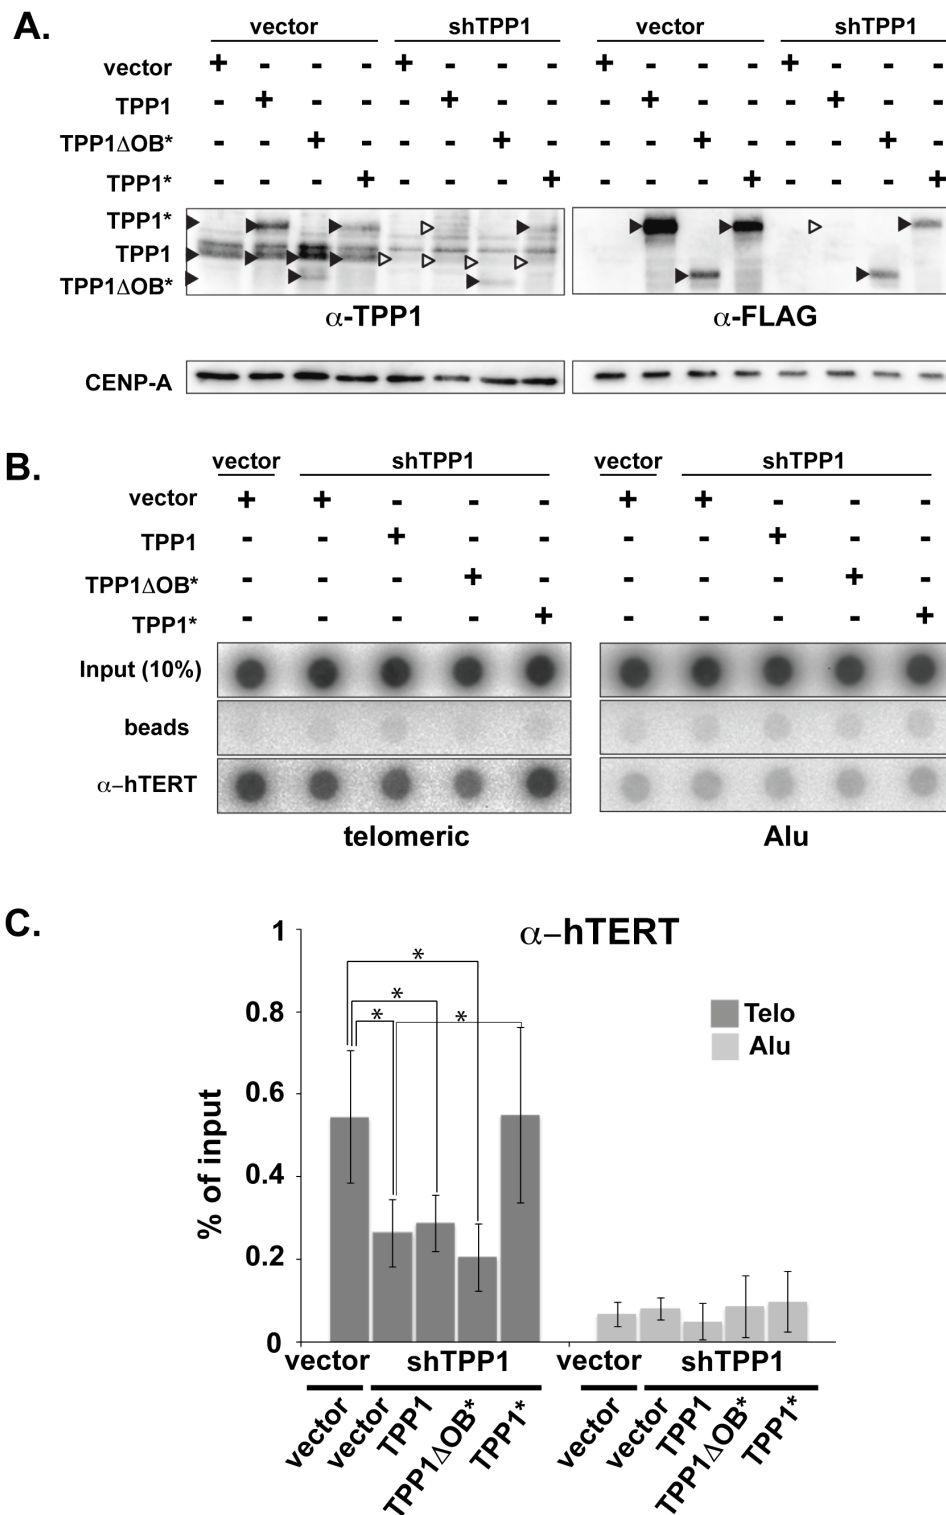 A.
vector shTPP1 vector shTPP1
vector + - - - + - - - + - - - + - - -
TPP1 - + - - - + - - - + - - - + - -
TPP1ΔOB* - - + - - - + - - - + - - - + -
TPP1* - - - + - - - + - - - + - - - +
TPP1*
TPP1
TPP1ΔOB*
α-TPP1 α-FLAG
CENP-A
B.
vector shTPP1 vector shTPP1
vector + + - - - + + - - -
TPP1 - - + - - - - + - -
TPP1ΔOB* - - - + - - - - + -
TPP1* - - - - + - - - - +
Input (10%)
beads
α-hTERT
telomeric Alu
C.
α-hTERT
1
0.8
0.6
0.4
0.2
0
% of input
* * * *
Telo
Alu
vector shTPP1 vector shTPP1
vector vector TPP1 TPP1ΔOB* TPP1* vector vector TPP1 TPP1ΔOB* TPP1*